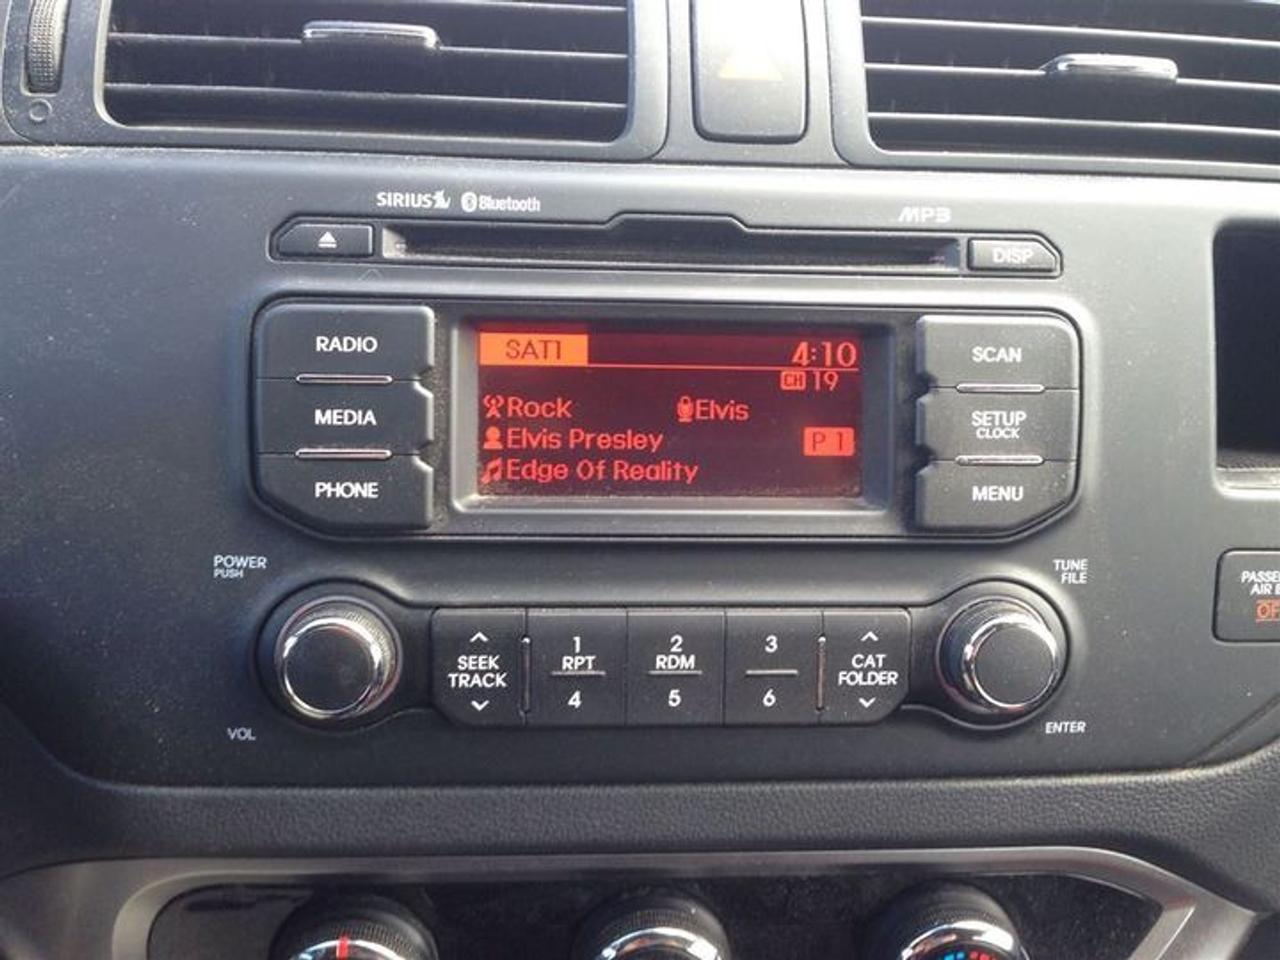 SIRIUS Bluetooth MP3
DISP
RADIO
MEDIA
PHONE
SAT1 4:10
CH 19
Rock Elvis
Elvis Presley P 1
Edge Of Reality
SCAN
SETUP
CLOCK
MENU
POWER
PUSH
VOL
SEEK
TRACK
1
RPT
4
2
RDM
5
3
6
CAT
FOLDER
TUNE
FILE
ENTER